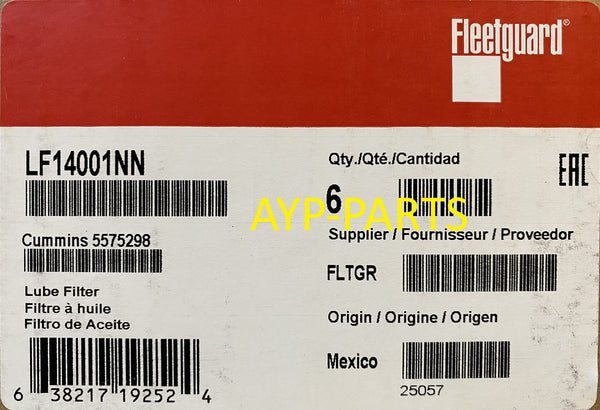 Fleetguard®
LF14001NN
Qty./Qté./Cantidad
6
EAC
AYP-PARTS
Cummins 5575298
Supplier / Fournisseur / Proveedor
FLTGR
Lube Filter
Filtre à huile
Filtro de Aceite
Origin / Origine / Origen
Mexico
25057
6 38217 19252 4